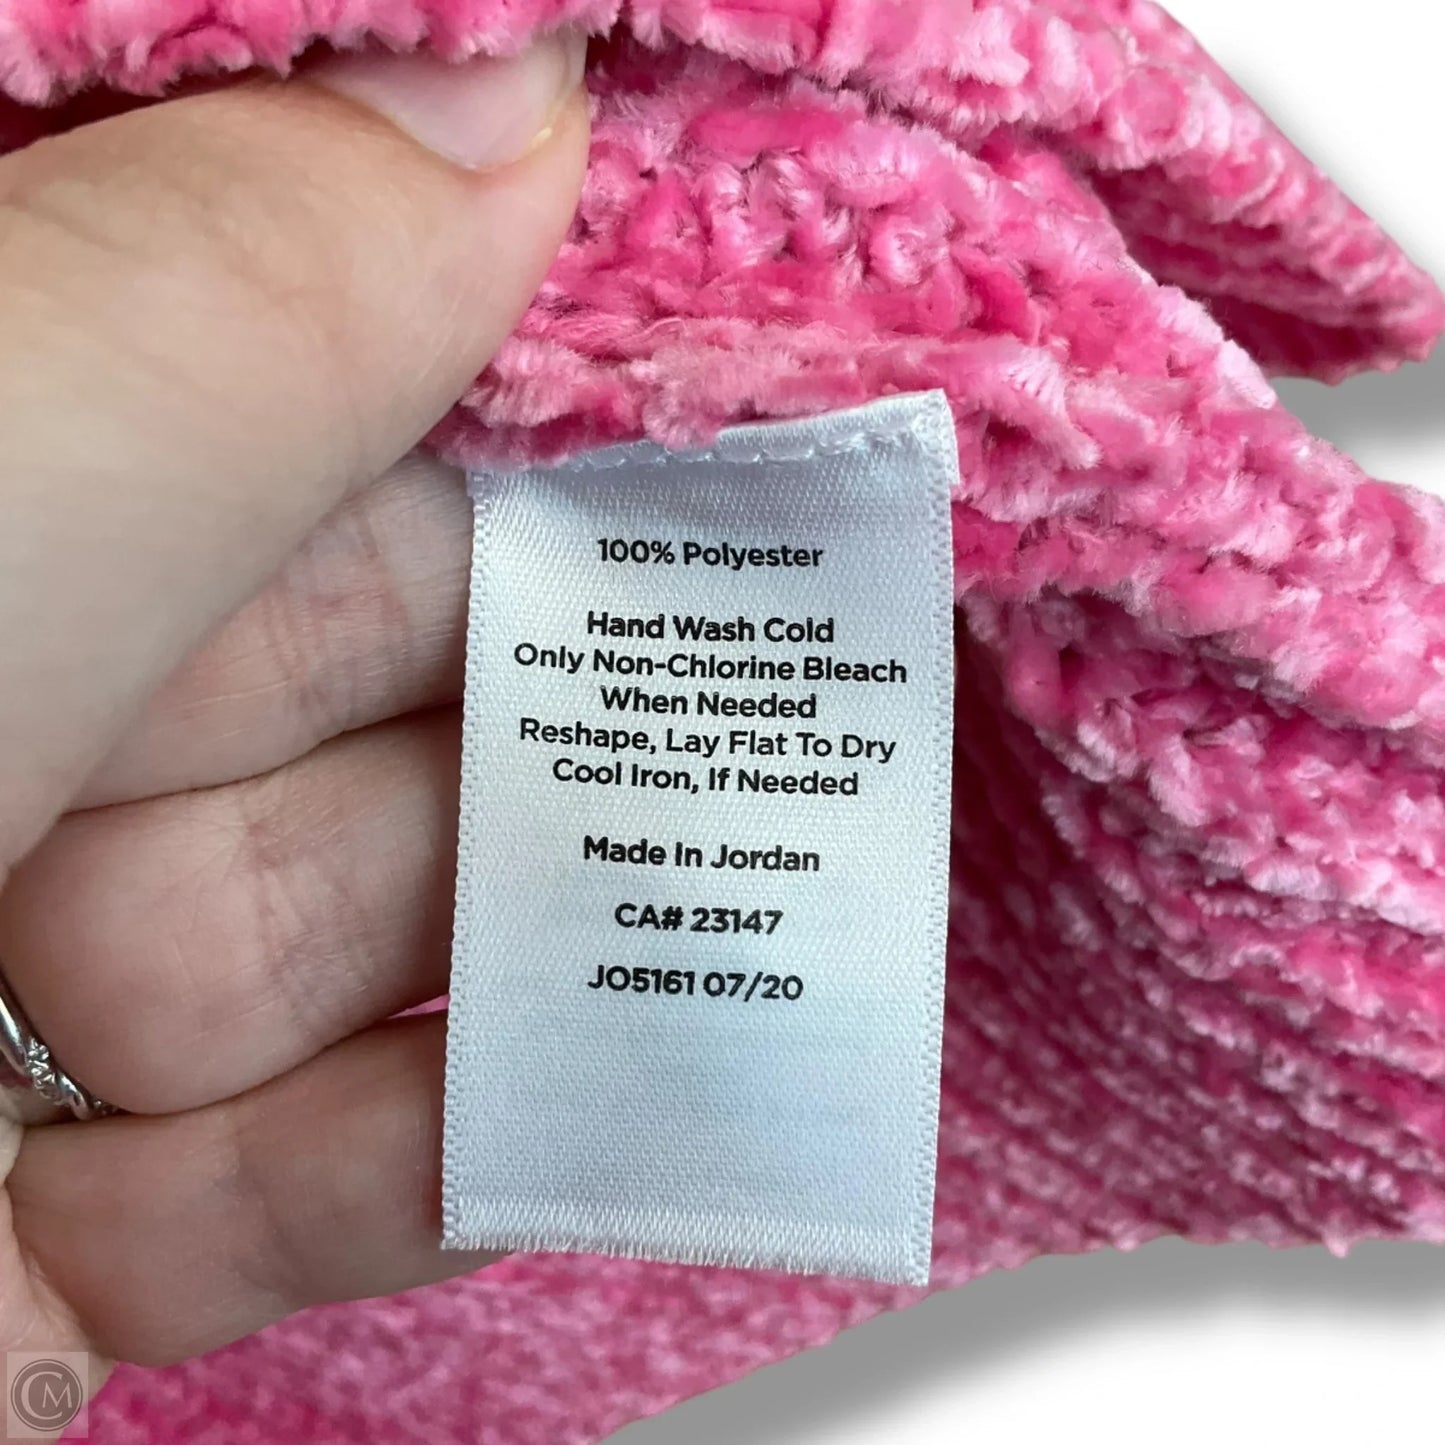 100% Polyester
Hand Wash Cold
Only Non-Chlorine Bleach
When Needed
Reshape, Lay Flat To Dry
Cool Iron, If Needed
Made In Jordan
CA# 23147
JO5161 07/20
CM